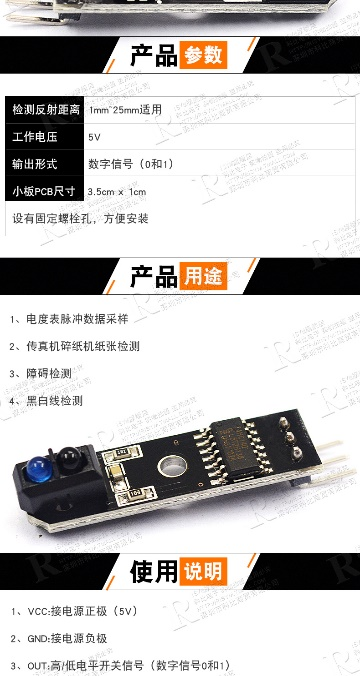 产品 参数
检测反射距离 1mm~25mm适用
工作电压 5V
输出形式 数字信号（0和1）
小板PCB尺寸 3.5cm x 1cm
设有固定螺栓孔，方便安装
产品 用途
1、电度表脉冲数据采样
2、传真机碎纸机纸张检测
3、障碍检测
4、黑白线检测
使用 说明
1、VCC:接电源正极（5V）
2、GND:接电源负极
3、OUT:高/低电平开关信号（数字信号0和1）